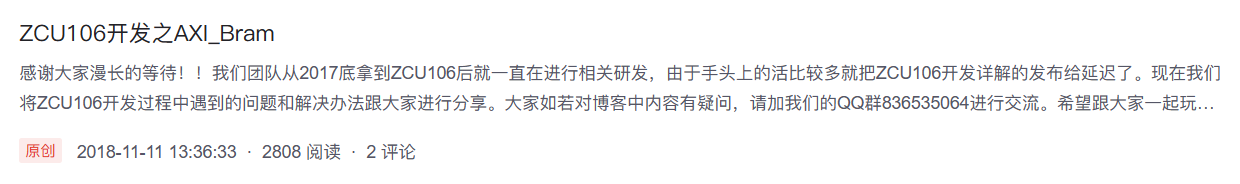 ZCU106开发之AXI_Bram
感谢大家漫长的等待！！我们团队从2017底拿到ZCU106后就一直在进行相关研发，由于手头上的活比较多就把ZCU106开发详解的发布给延迟了。现在我们
将ZCU106开发过程中遇到的问题和解决办法跟大家进行分享。大家如若对博客中内容有疑问，请加我们的QQ群836535064进行交流。希望跟大家一起玩…
原创 2018-11-11 13:36:33 · 2808 阅读 · 2 评论